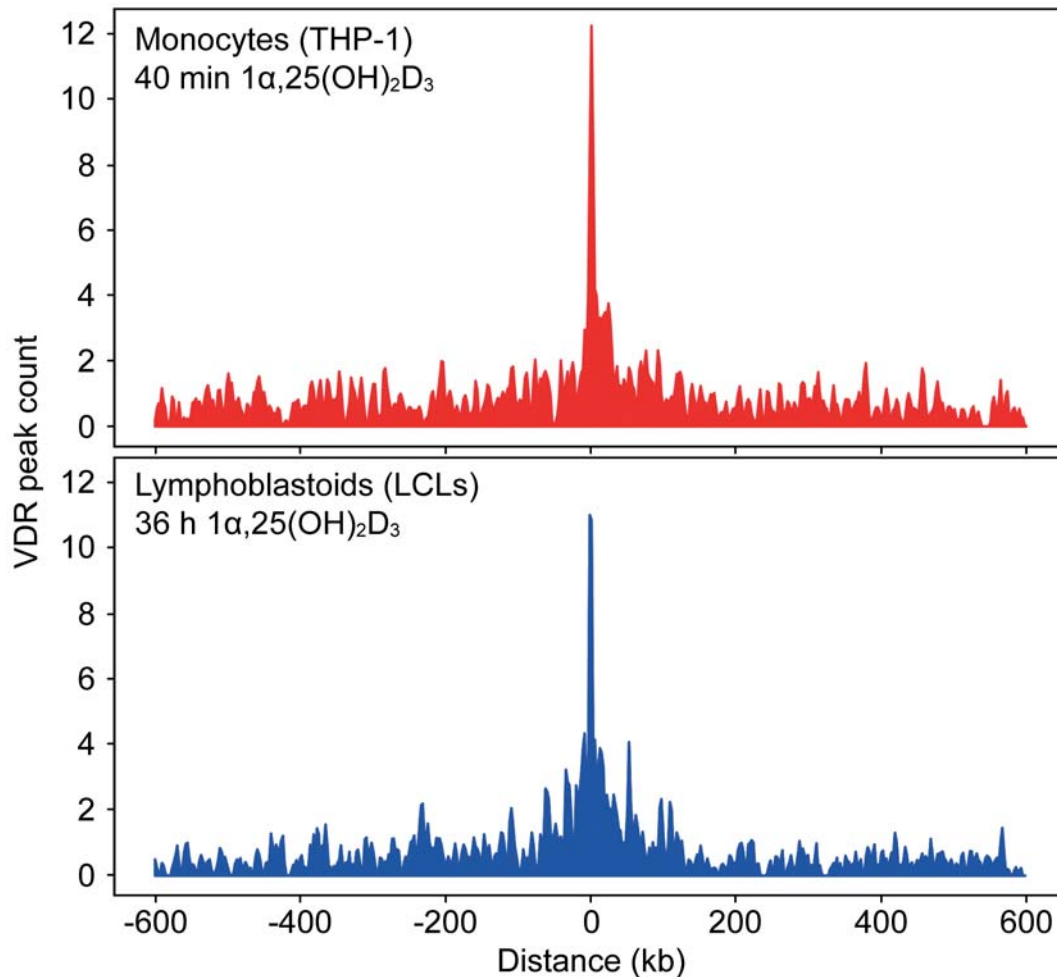 12
Monocytes (THP-1)
40 min 1α,25(OH)₂D₃
10
8
6
4
2
0
VDR peak count
12
Lymphoblastoids (LCLs)
36 h 1α,25(OH)₂D₃
10
8
6
4
2
0
-600 -400 -200 0 200 400 600
Distance (kb)